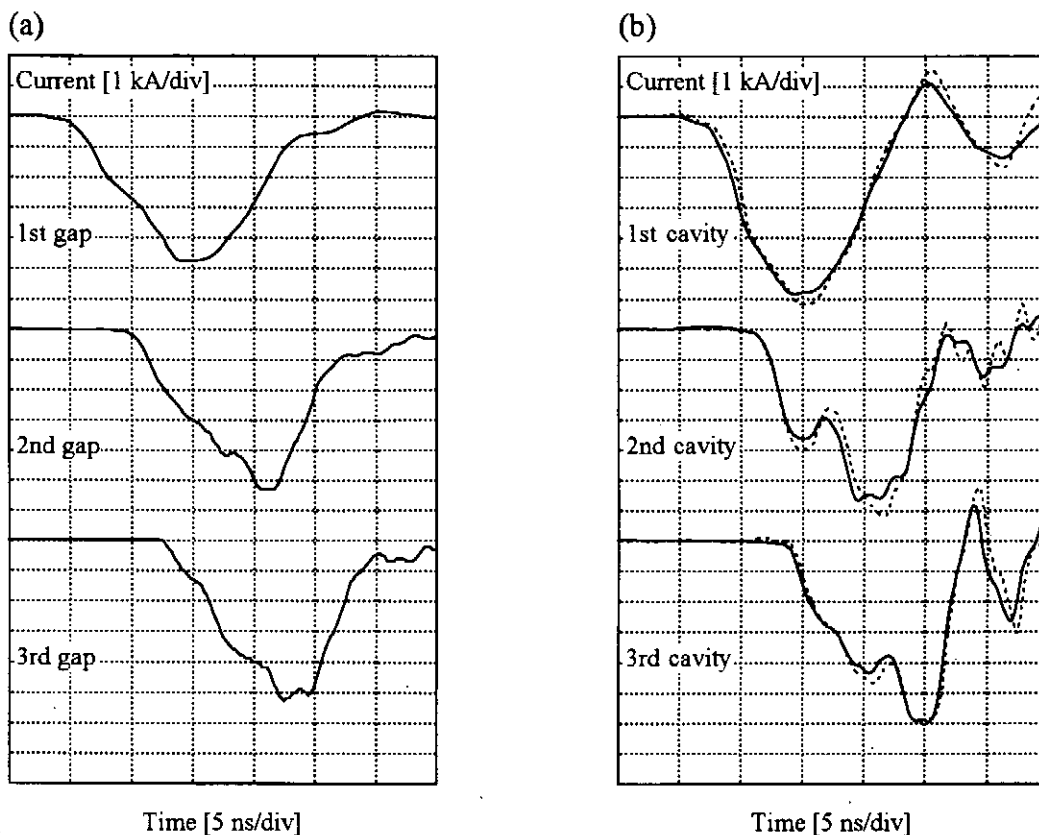 (a)
Current [1 kA/div]
1st gap
2nd gap
3rd gap
Time [5 ns/div]
(b)
Current [1 kA/div]
1st cavity
2nd cavity
3rd cavity
Time [5 ns/div]